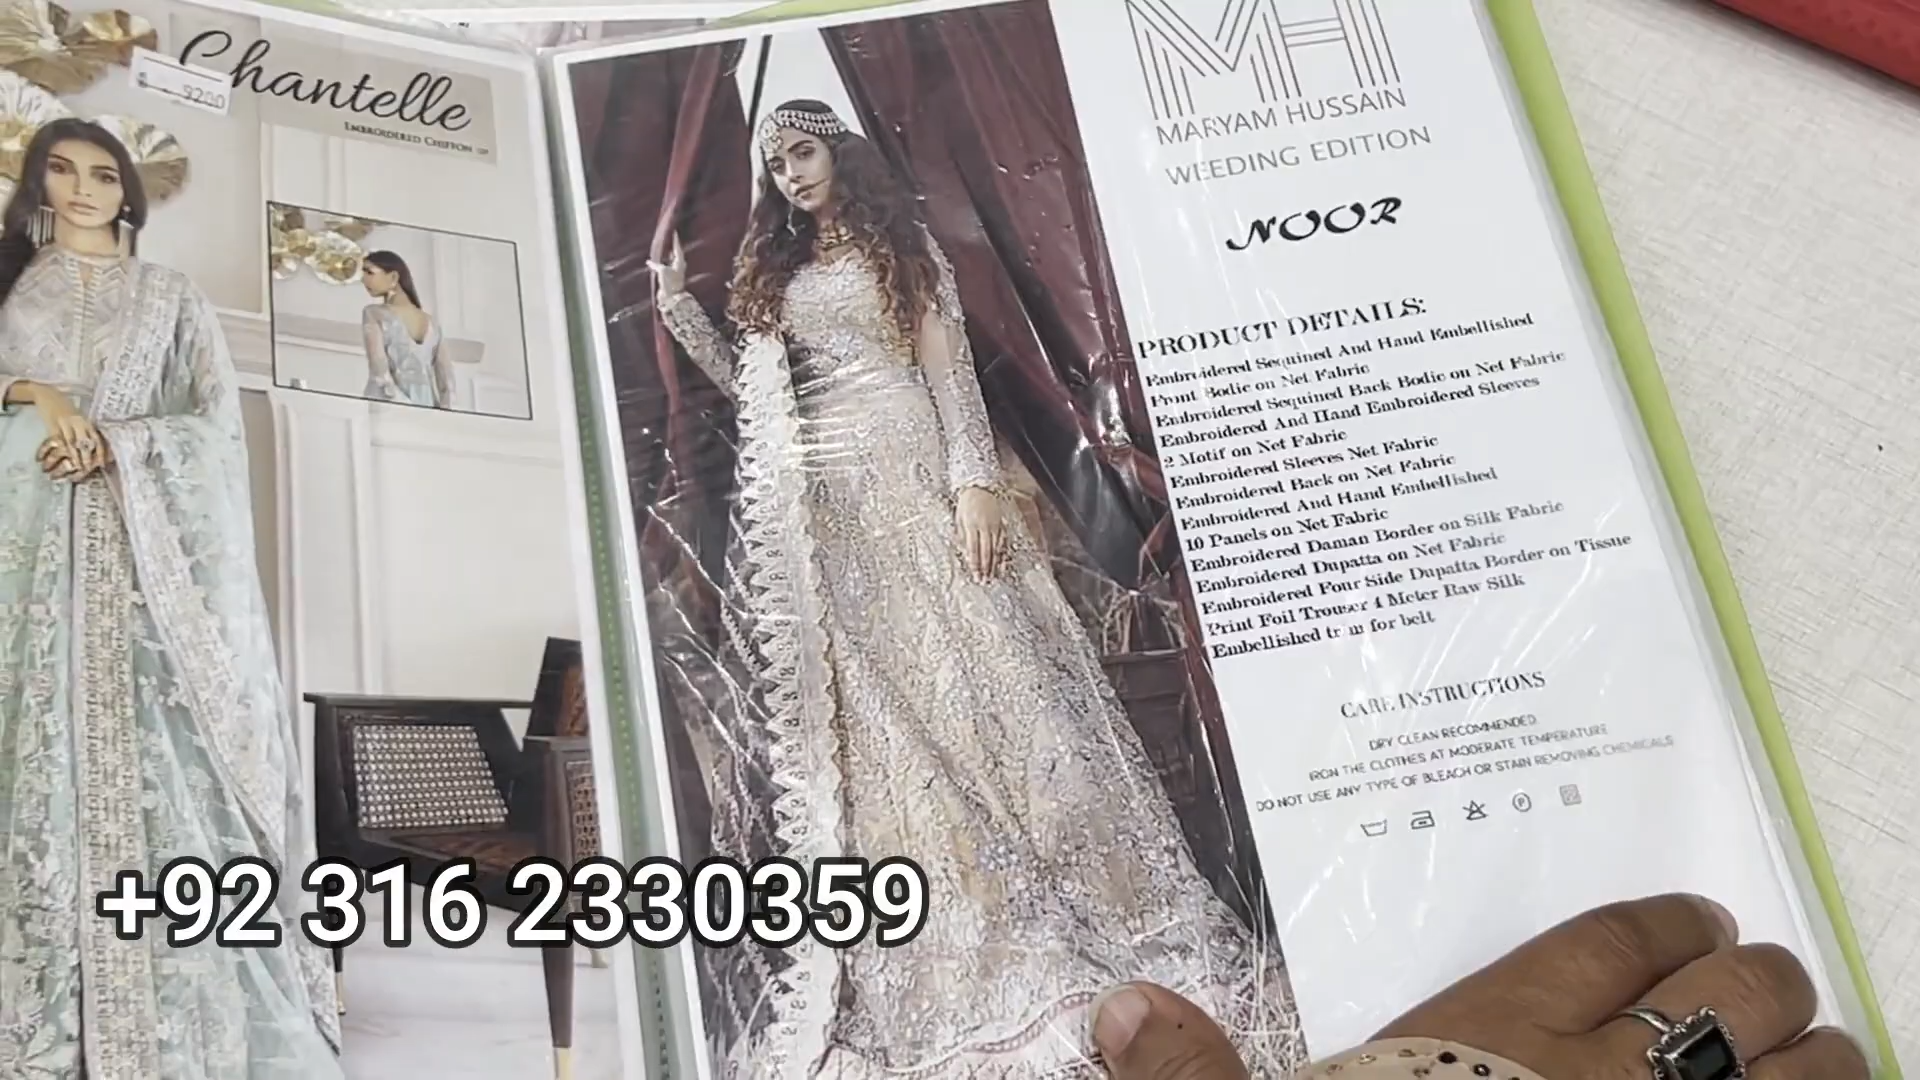 Chantelle
EMBROIDERED CHIFFON
9200
MH
MARYAM HUSSAIN
WEEDING EDITION
NOOR
PRODUCT DETAILS:
Embroidered Sequined And Hand Embellished
Front Bodic on Net Fabric
Embroidered Sequined Back Bodic on Net Fabric
Embroidered And Hand Embroidered Sleeves
2 Motif on Net Fabric
Embroidered Sleeves Net Fabric
Embroidered Back on Net Fabric
Embroidered And Hand Embellished
10 Panels on Net Fabric
Embroidered Daman Border on Silk Fabric
Embroidered Dupatta on Net Fabric
Embroidered Four Side Dupatta Border on Tissue
Print Foil Trouser 4 Meter Raw Silk
Embellished trim for belt
CARE INSTRUCTIONS
DRY CLEAN RECOMMENDED.
IRON THE CLOTHES AT MODERATE TEMPERATURE
DO NOT USE ANY TYPE OF BLEACH OR STAIN REMOVING CHEMICALS
P
+92 316 2330359